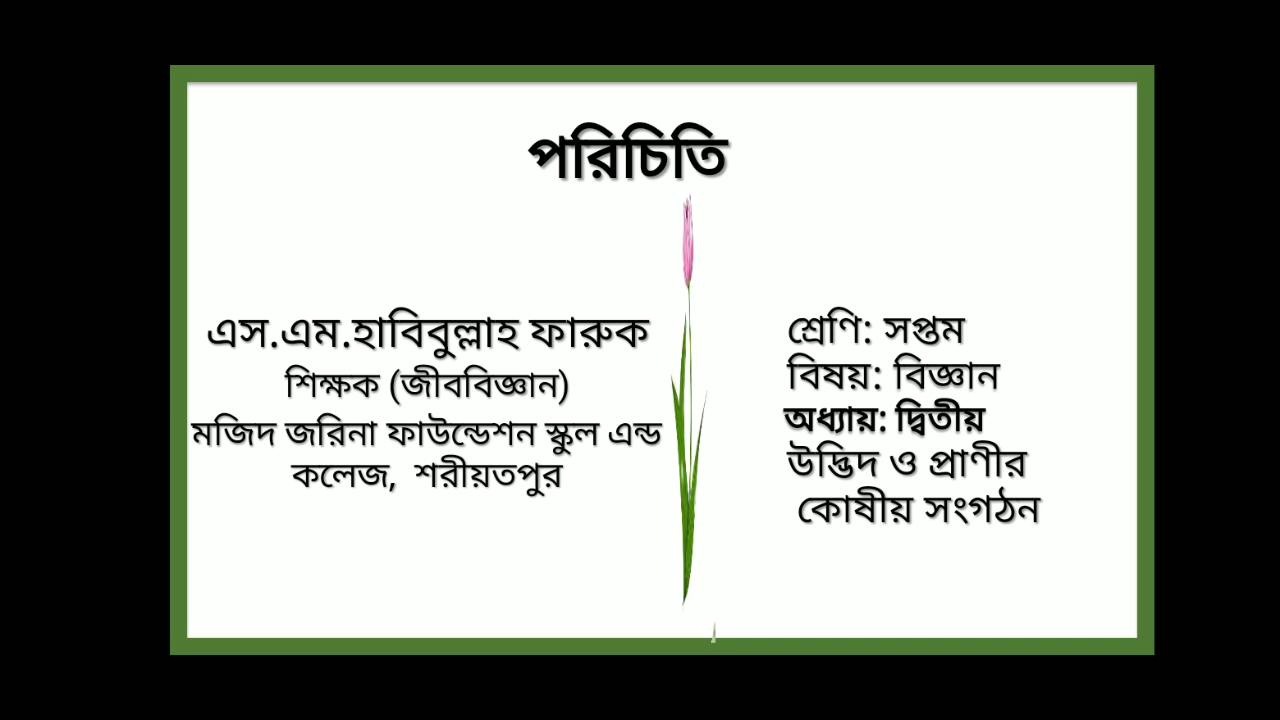 পরিচিতি
এস.এম.হাবিবুল্লাহ ফারুক
শিক্ষক (জীববিজ্ঞান)
মজিদ জরিনা ফাউন্ডেশন স্কুল এন্ড
কলেজ, শরীয়তপুর
শ্রেণি: সপ্তম
বিষয়: বিজ্ঞান
অধ্যায়: দ্বিতীয়
উদ্ভিদ ও প্রাণীর
কোষীয় সংগঠন